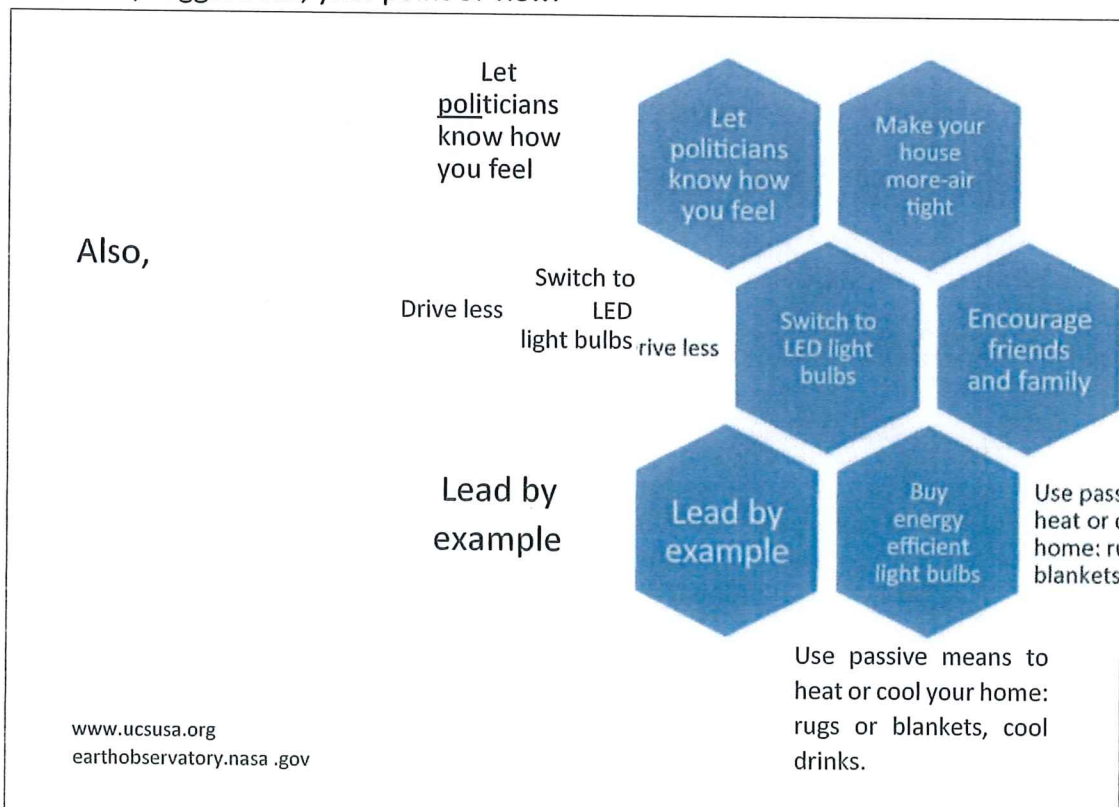 Let
politicians
know how
you feel
Let
politicians
know how
you feel
Make your
house
more-air
tight
Also,
Drive less
Switch to
LED
light bulbs
rive less
Switch to
LED light
bulbs
Encourage
friends
and family
Lead by
example
Lead by
example
Buy
energy
efficient
light bulbs
Use pass
heat or
home: ru
blankets
Use passive means to
heat or cool your home:
rugs or blankets, cool
drinks.
www.ucsusa.org
earthobservatory.nasa .gov